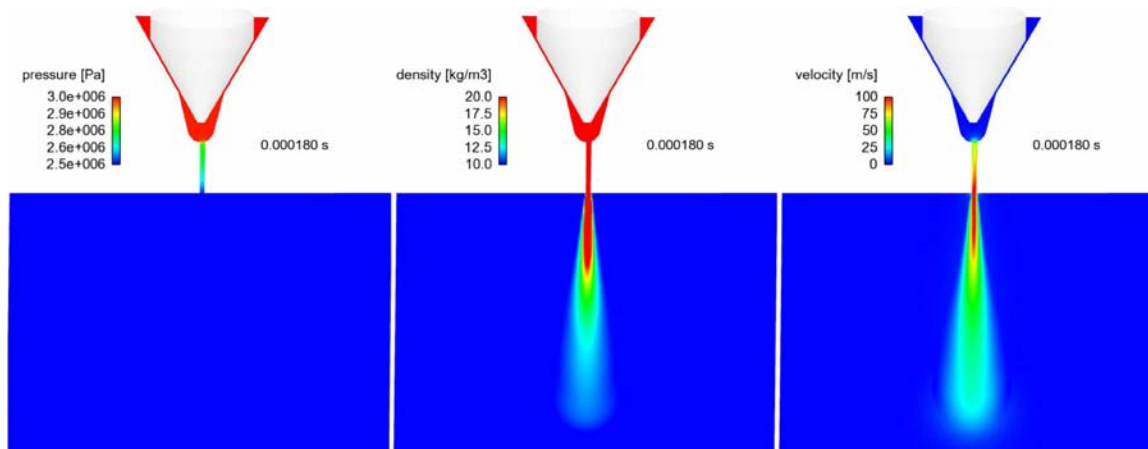 pressure [Pa]
3.0e+006
2.9e+006
2.8e+006
2.6e+006
2.5e+006
0.000180 s
density [kg/m3]
20.0
17.5
15.0
12.5
10.0
0.000180 s
velocity [m/s]
100
75
50
25
0
0.000180 s